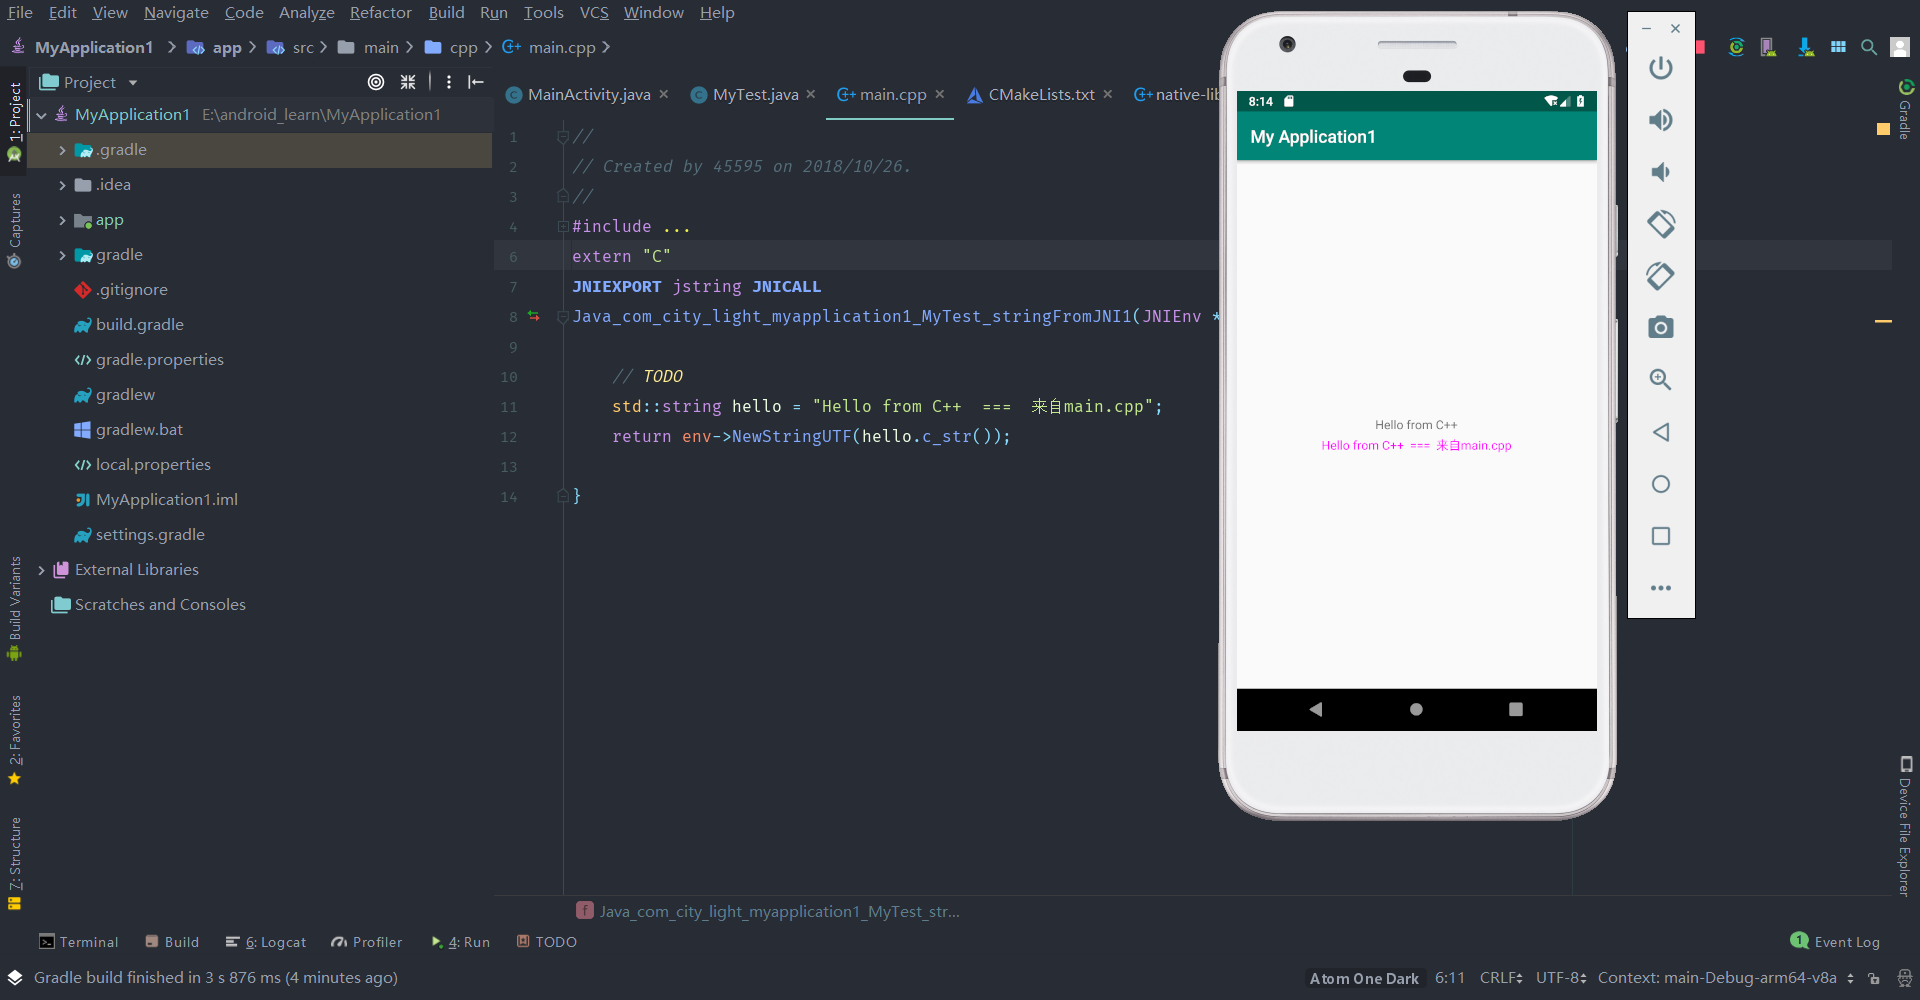 File Edit View Navigate Code Analyze Refactor Build Run Tools VCS Window Help
MyApplication1 app src main cpp main.cpp
Project
MyApplication1 E:\android_learn\MyApplication1
.gradle
.idea
app
gradle
.gitignore
build.gradle
gradle.properties
gradlew
gradlew.bat
local.properties
MyApplication1.iml
settings.gradle
External Libraries
Scratches and Consoles
1: Project
Captures
Build Variants
2: Favorites
7: Structure
MainActivity.java MyTest.java main.cpp CMakeLists.txt native-lib
1 //
2 // Created by 45595 on 2018/10/26.
3 //
4 #include ...
6 extern "C"
7 JNIEXPORT jstring JNICALL
8 Java_com_city_light_myapplication1_MyTest_stringFromJNI1(JNIEnv *
9
10 // TODO
11 std::string hello = "Hello from C++ === 来自main.cpp";
12 return env->NewStringUTF(hello.c_str());
13
14 }
8:14
My Application1
Hello from C++
Hello from C++ === 来自main.cpp
Gradle
Device File Explorer
f Java_com_city_light_myapplication1_MyTest_str...
Terminal Build 6: Logcat Profiler 4: Run TODO
1 Event Log
Gradle build finished in 3 s 876 ms (4 minutes ago)
Atom One Dark 6:11 CRLF UTF-8 Context: main-Debug-arm64-v8a